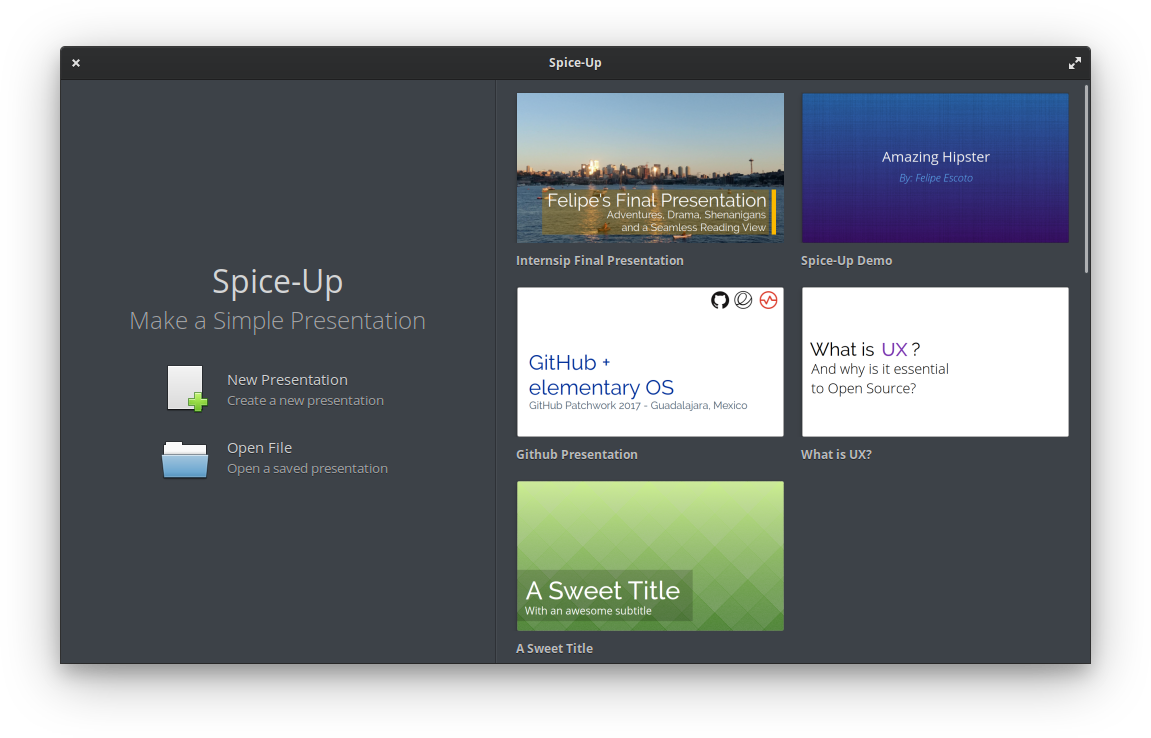 Spice-Up
Spice-Up
Make a Simple Presentation
New Presentation
Create a new presentation
Open File
Open a saved presentation
Felipe's Final Presentation
Adventures, Drama, Shenanigans
and a Seamless Reading View
Internsip Final Presentation
Amazing Hipster
By: Felipe Escoto
Spice-Up Demo
GitHub +
elementary OS
GitHub Patchwork 2017 - Guadalajara, Mexico
Github Presentation
What is UX ?
And why is it essential
to Open Source?
What is UX?
A Sweet Title
With an awesome subtitle
A Sweet Title